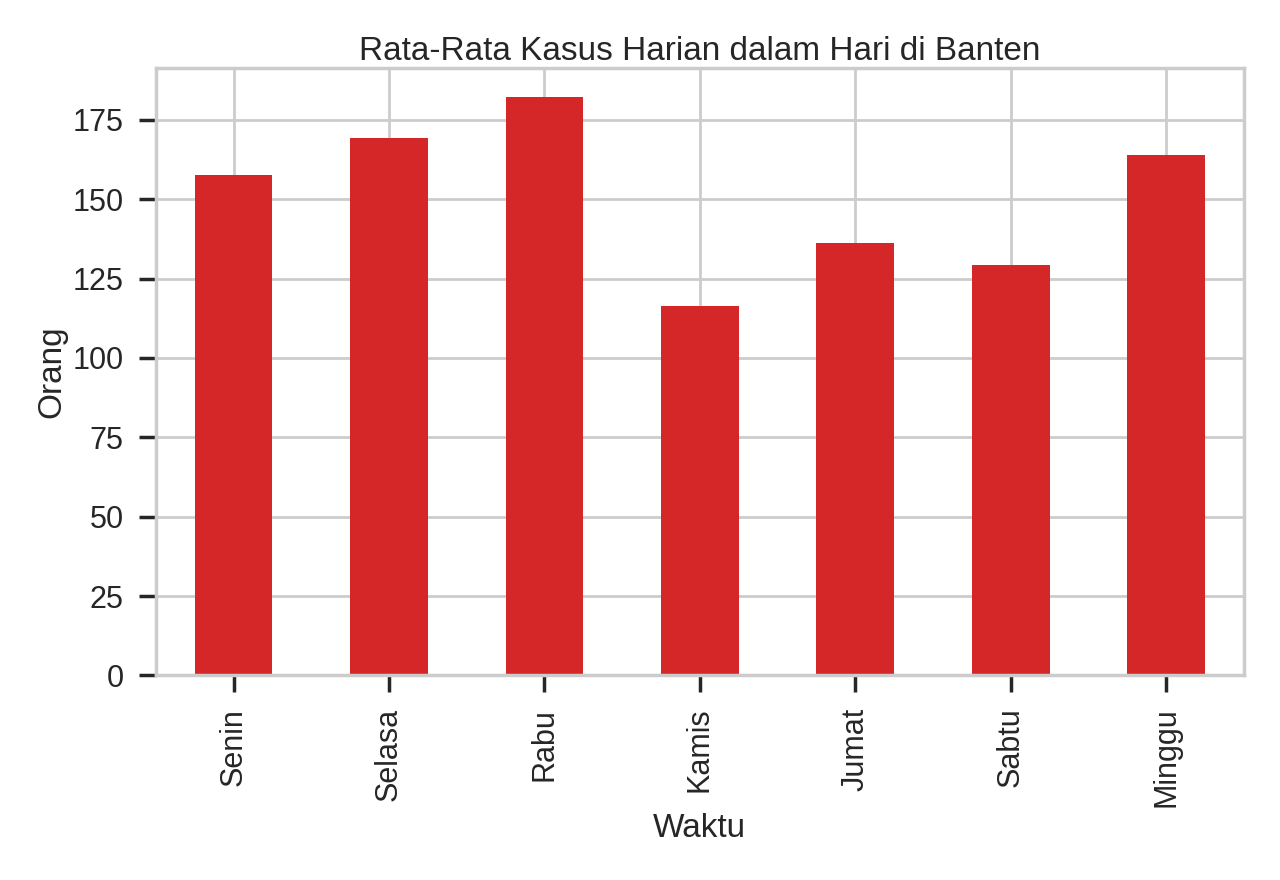 Rata-Rata Kasus Harian dalam Hari di Banten
175
150
125
100
75
50
25
0
Orang
Senin
Selasa
Rabu
Kamis
Jumat
Sabtu
Minggu
Waktu